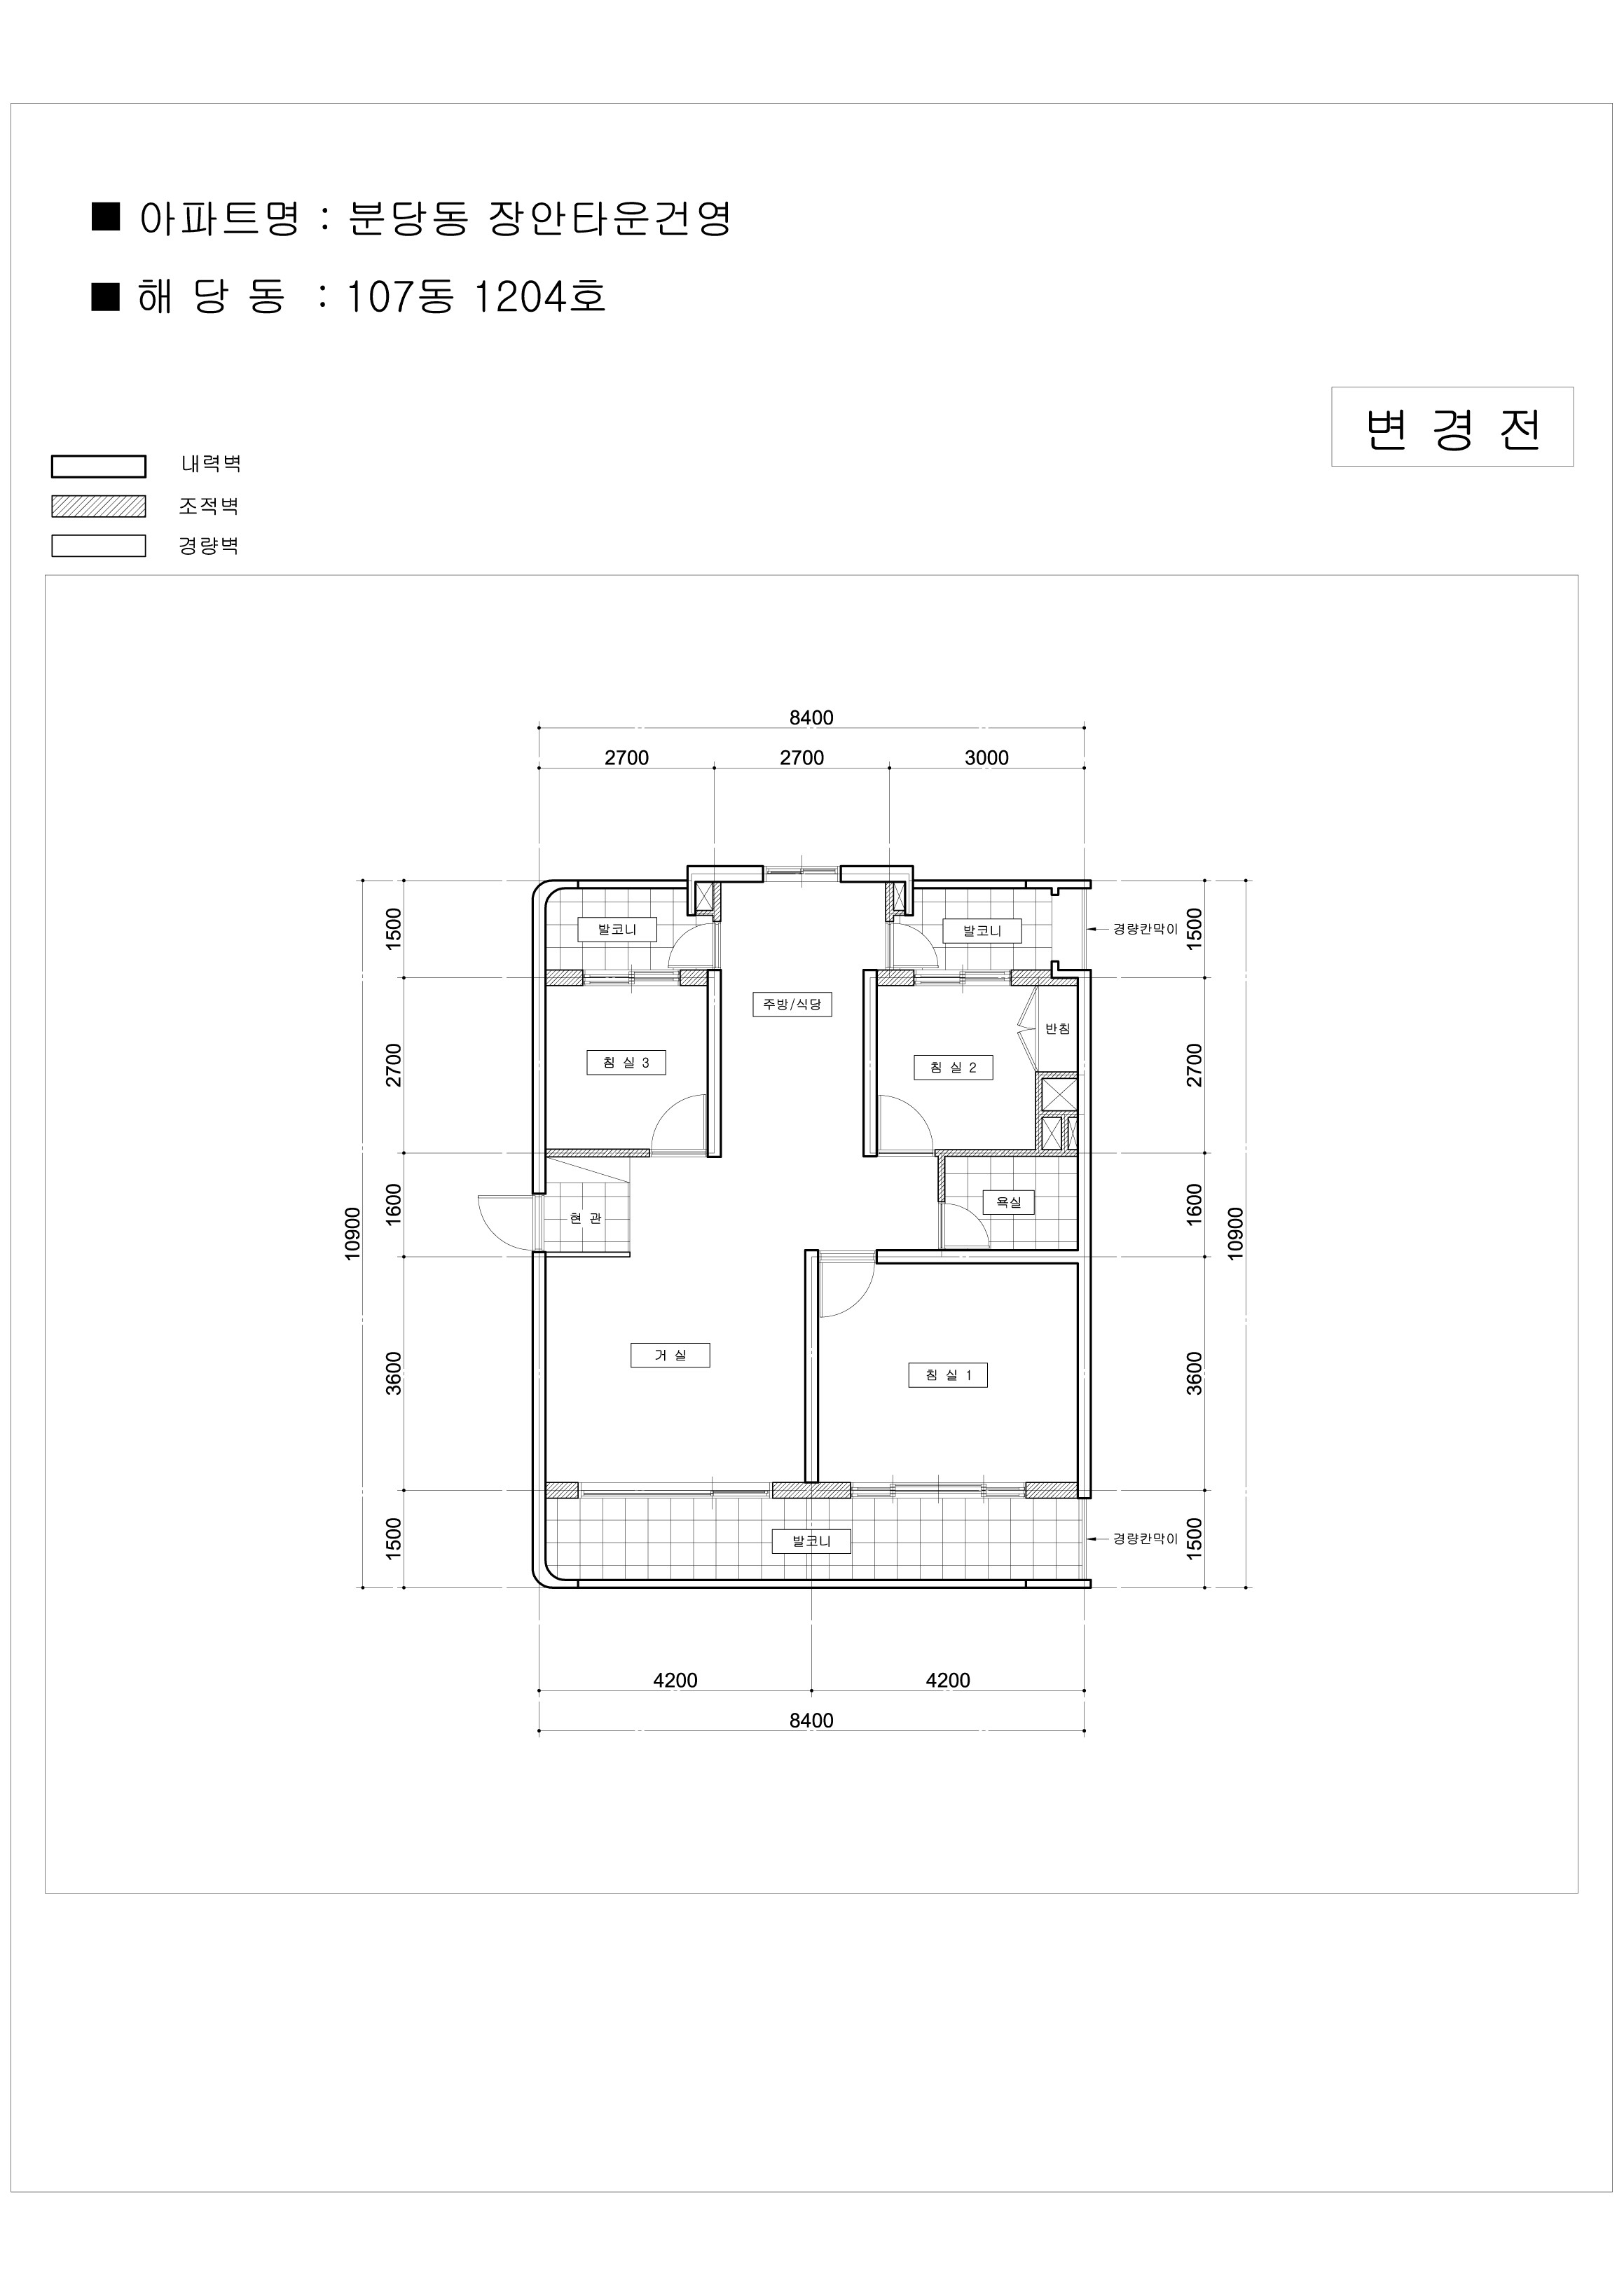 ■ 아파트명 : 분당동 장안타운건영
■ 해 당 동 : 107동 1204호
변 경 전
내력벽
조적벽
경량벽
8400
2700 2700 3000
1500 발코니 발코니 경량칸막이 1500
주방/식당
반침
2700 침 실 3 침 실 2 2700
1600 욕실 1600
현 관
10900 10900
거 실
3600 침 실 1 3600
1500 발코니 경량칸막이 1500
4200 4200
8400